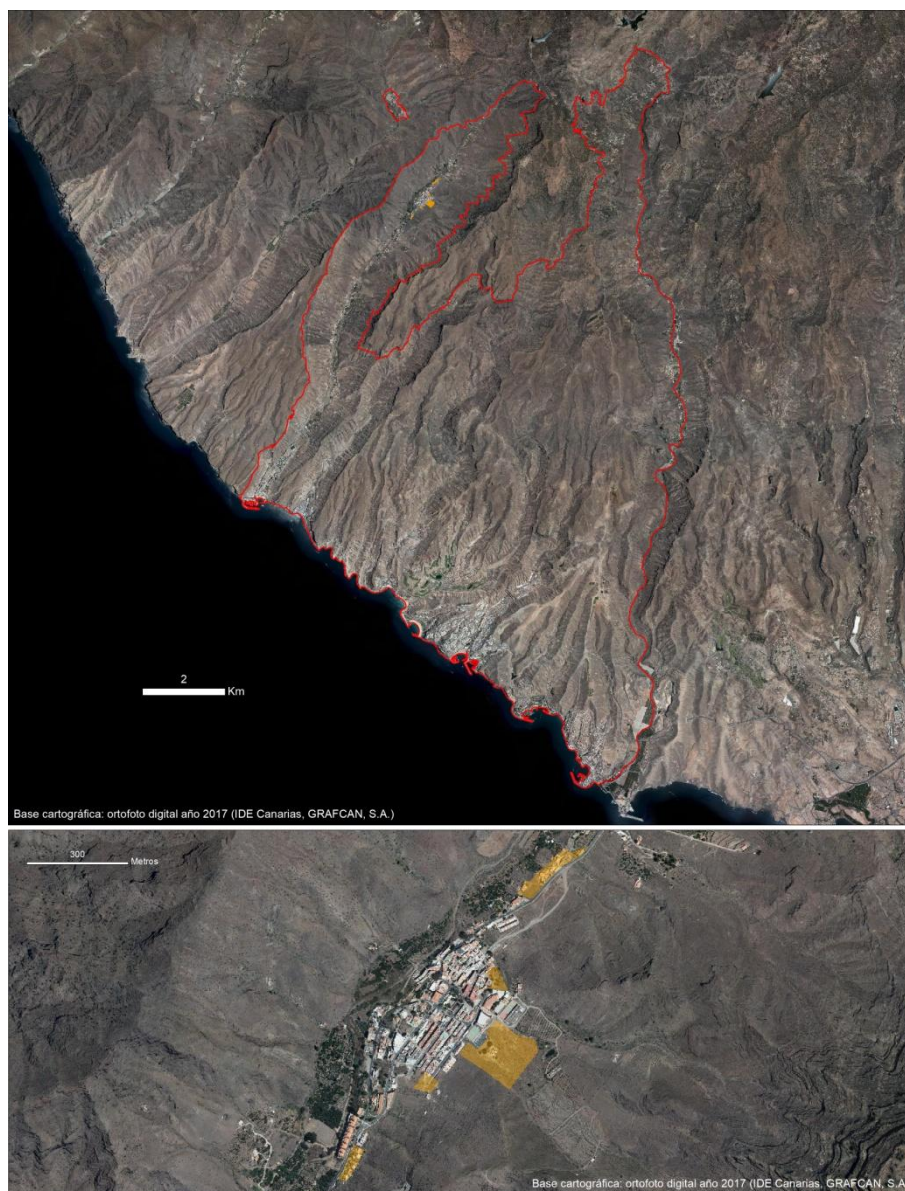 2
Km
Base cartográfica: ortofoto digital año 2017 (IDE Canarias, GRAFCAN, S.A.)
300
Metros
Base cartográfica: ortofoto digital año 2017 (IDE Canarias, GRAFCAN, S.A